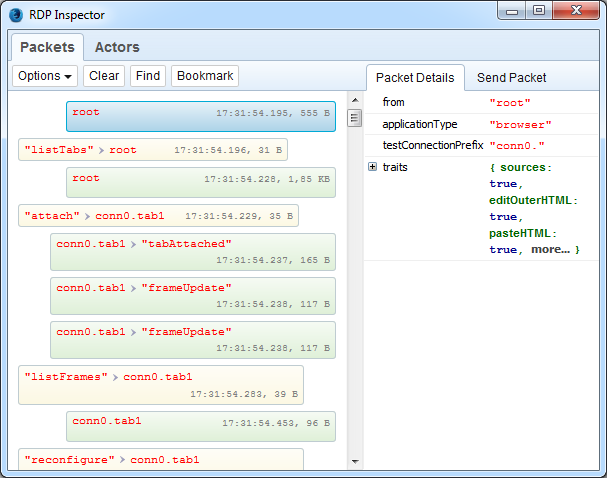 RDP Inspector
Packets Actors
Options Clear Find Bookmark
root 17:31:54.195, 555 B
"listTabs" > root 17:31:54.196, 31 B
root 17:31:54.228, 1,85 KB
"attach" > conn0.tab1 17:31:54.229, 35 B
conn0.tab1 > "tabAttached"
17:31:54.237, 165 B
conn0.tab1 > "frameUpdate"
17:31:54.238, 117 B
conn0.tab1 > "frameUpdate"
17:31:54.238, 117 B
"listFrames" > conn0.tab1
17:31:54.283, 39 B
conn0.tab1 17:31:54.453, 96 B
"reconfigure" > conn0.tab1
Packet Details Send Packet
from "root"
applicationType "browser"
testConnectionPrefix "conn0."
traits { sources:
true,
editOuterHTML:
true,
pasteHTML:
true, more... }